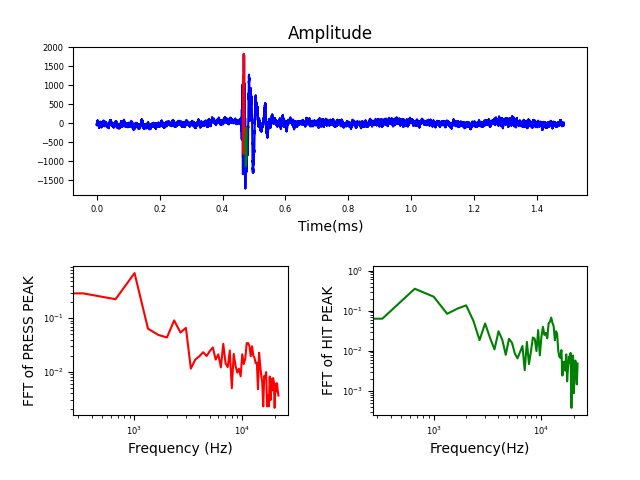 Amplitude
2000
1500
1000
500
0
−500
−1000
−1500
0.0 0.2 0.4 0.6 0.8 1.0 1.2 1.4
Time(ms)
FFT of PRESS PEAK
10⁻¹
10⁻²
10³ 10⁴
Frequency (Hz)
FFT of HIT PEAK
10⁰
10⁻¹
10⁻²
10⁻³
10³ 10⁴
Frequency(Hz)